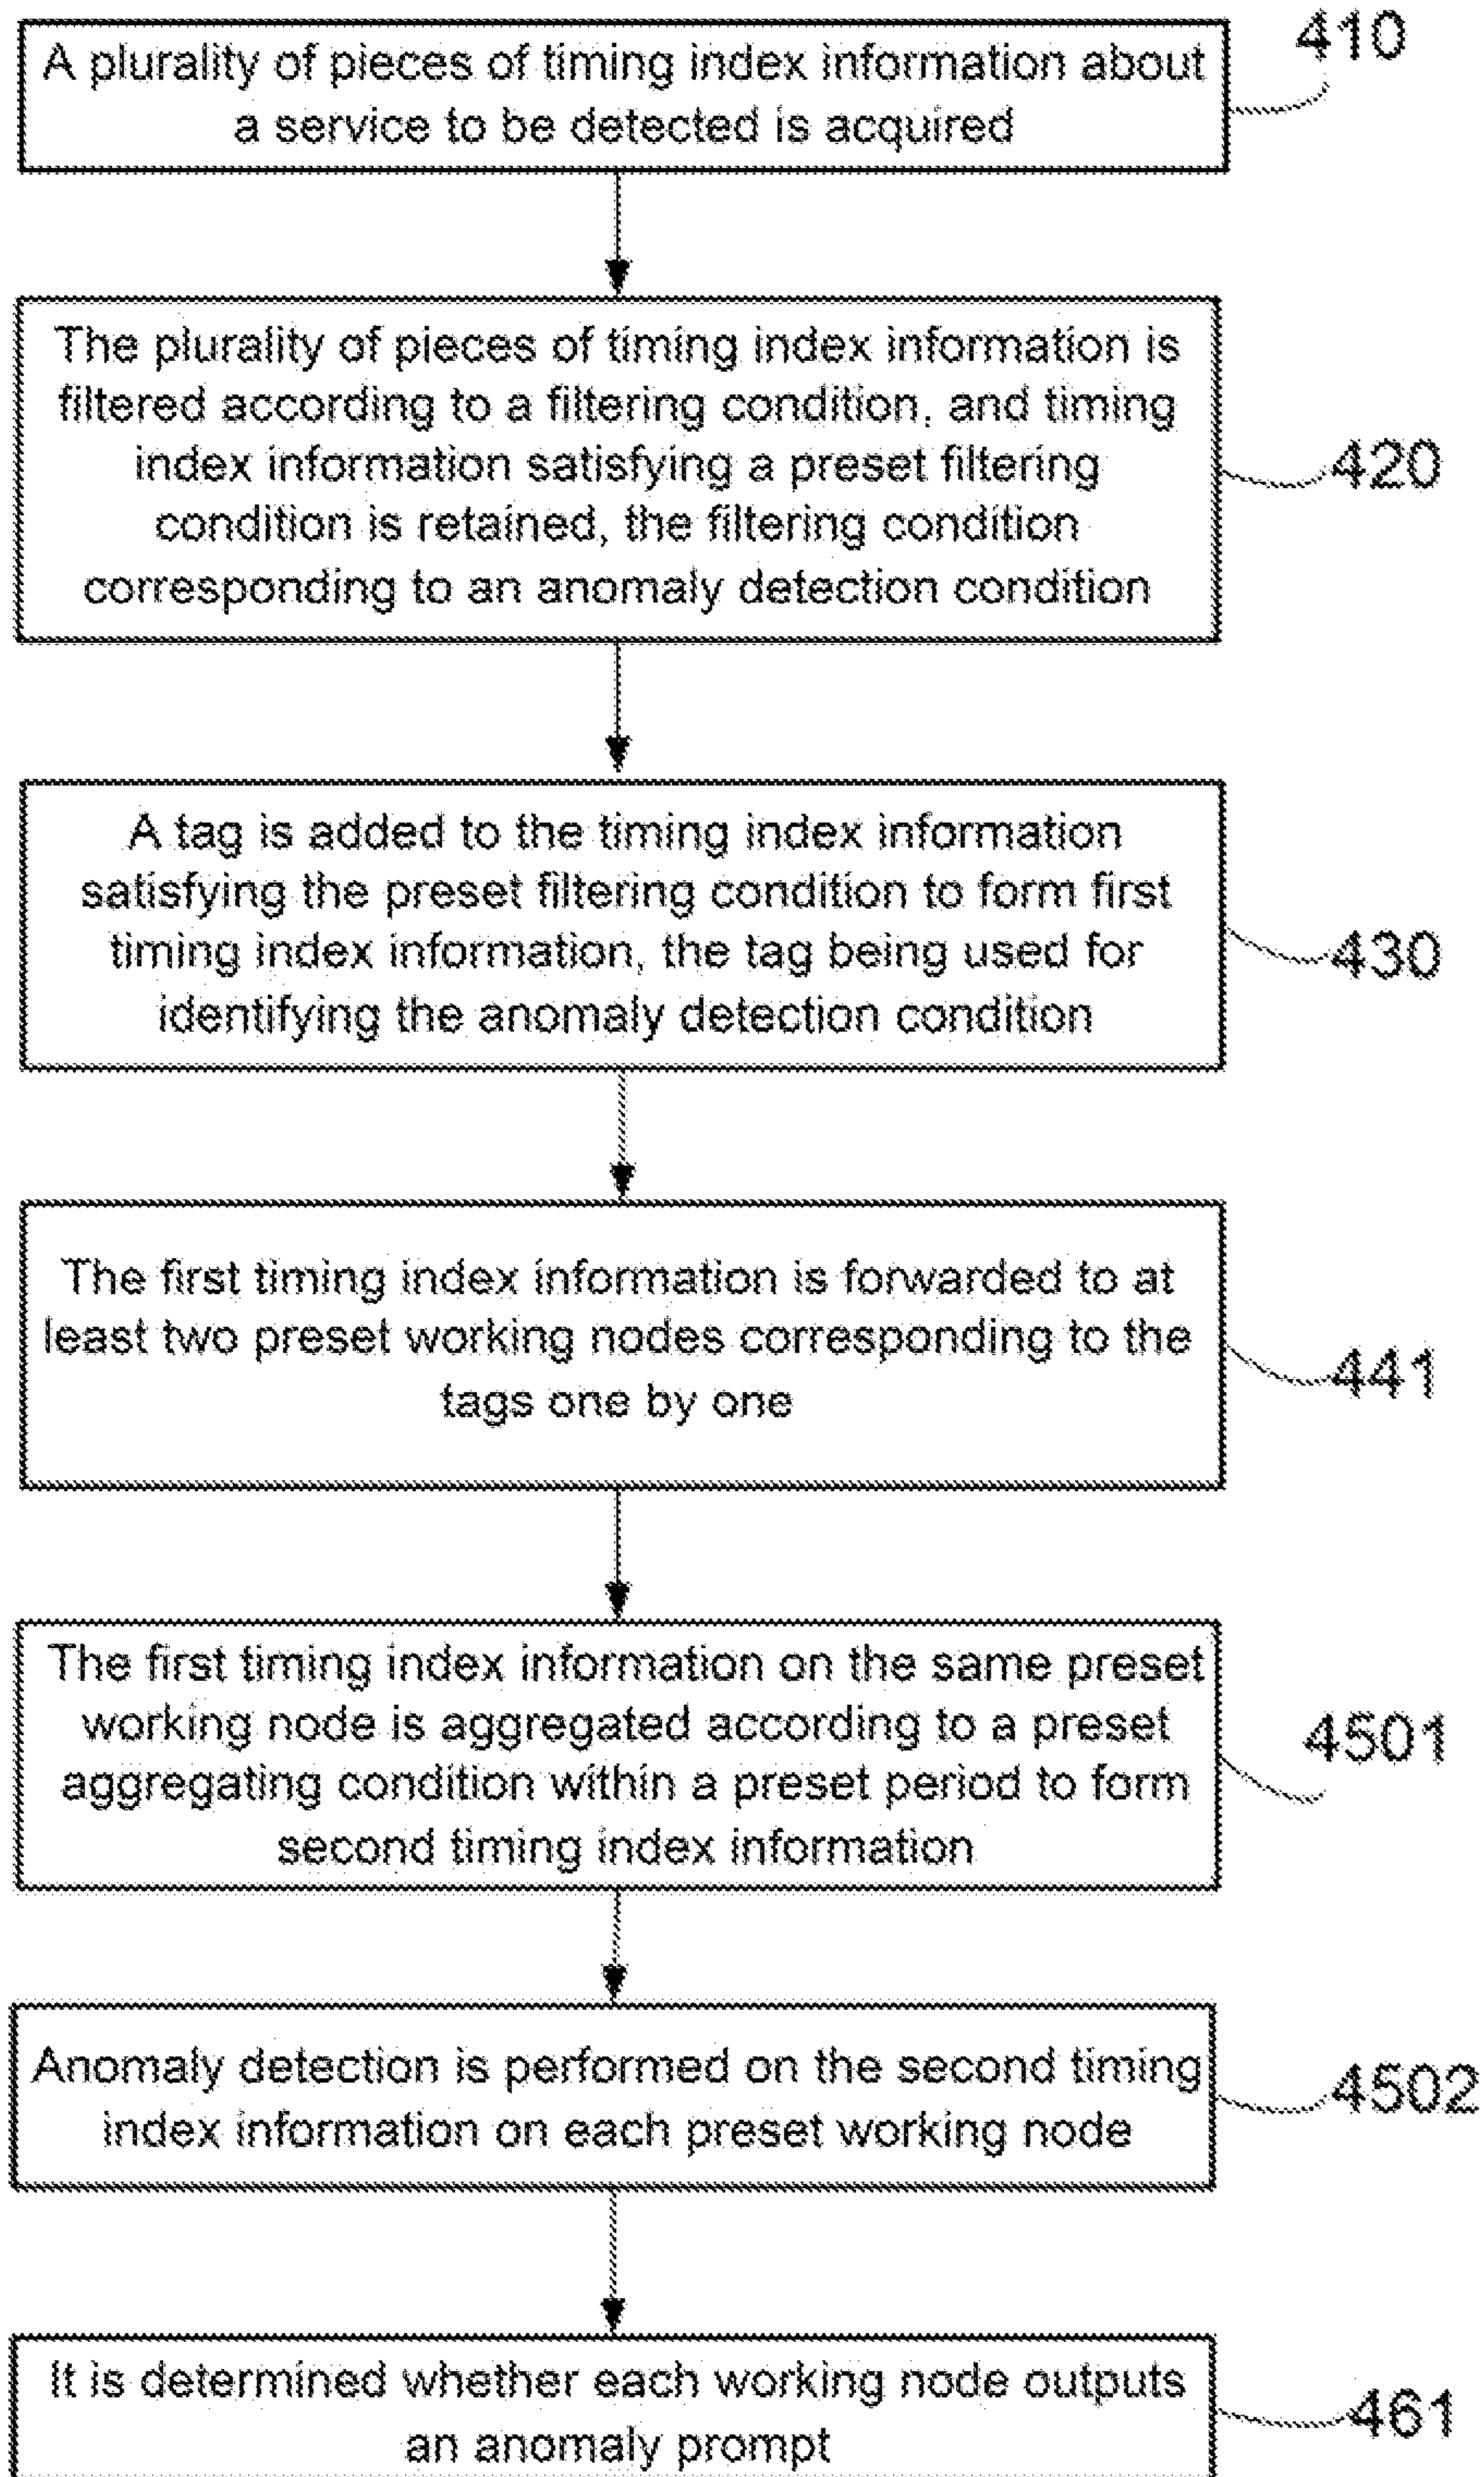 A plurality of pieces of timing index information about
a service to be detected is acquired
410
The plurality of pieces of timing index information is
filtered according to a filtering condition, and timing
index information satisfying a preset filtering
condition is retained, the filtering condition
corresponding to an anomaly detection condition
420
A tag is added to the timing index information
satisfying the preset filtering condition to form first
timing index information, the tag being used for
identifying the anomaly detection condition
430
The first timing index information is forwarded to at
least two preset working nodes corresponding to the
tags one by one
441
The first timing index information on the same preset
working node is aggregated according to a preset
aggregating condition within a preset period to form
second timing index information
4501
Anomaly detection is performed on the second timing
index information on each preset working node
4502
It is determined whether each working node outputs
an anomaly prompt
461